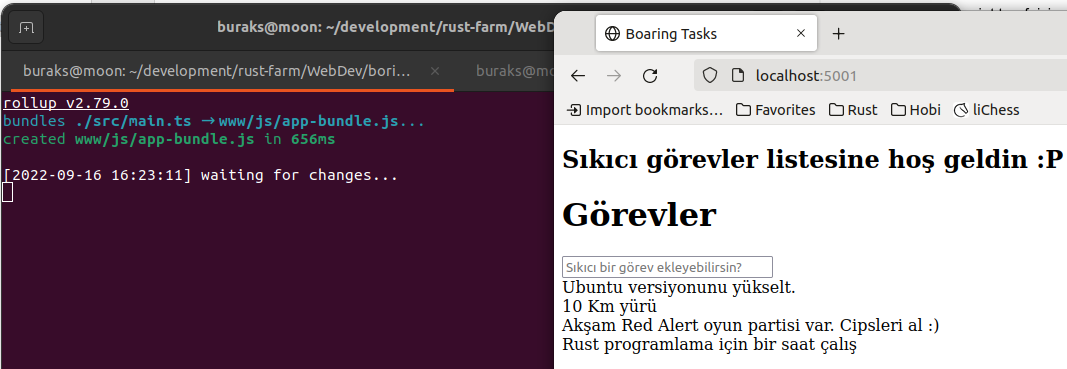 buraks@moon: ~/development/rust-farm/WebDe
buraks@moon: ~/development/rust-farm/WebDev/bori…
buraks@mo
rollup v2.79.0
bundles ./src/main.ts → www/js/app-bundle.js...
created www/js/app-bundle.js in 656ms
[2022-09-16 16:23:11] waiting for changes...
Boaring Tasks
localhost:5001
Import bookmarks… Favorites Rust Hobi liChess
Sıkıcı görevler listesine hoş geldin :P
Görevler
Sıkıcı bir görev ekleyebilirsin?
Ubuntu versiyonunu yükselt.
10 Km yürü
Akşam Red Alert oyun partisi var. Cipsleri al :)
Rust programlama için bir saat çalış